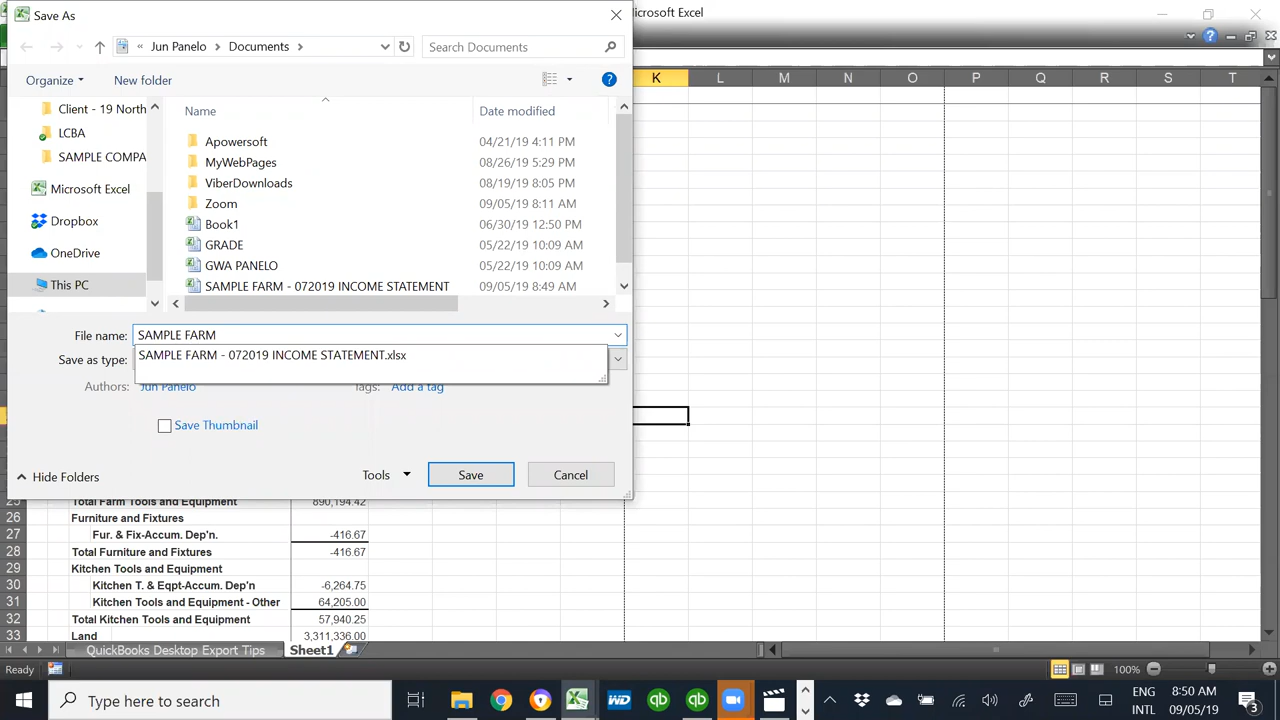 Save As
icrosoft Excel
« Jun Panelo > Documents >
Search Documents
Organize
New folder
K L M N O P Q R S T
Name
Date modified
Client - 19 North
LCBA
SAMPLE COMPA
Microsoft Excel
Dropbox
OneDrive
This PC
Apowersoft 04/21/19 4:11 PM
MyWebPages 08/26/19 5:29 PM
ViberDownloads 08/19/19 8:05 PM
Zoom 09/05/19 8:11 AM
Book1 06/30/19 12:50 PM
GRADE 05/22/19 10:09 AM
GWA PANELO 05/22/19 10:09 AM
SAMPLE FARM - 072019 INCOME STATEMENT 09/05/19 8:49 AM
File name: SAMPLE FARM
SAMPLE FARM - 072019 INCOME STATEMENT.xlsx
Save as type:
Authors: Jun Panelo Tags: Add a tag
Save Thumbnail
Hide Folders
Tools
Save
Cancel
25 Total Farm Tools and Equipment 890,194.42
26 Furniture and Fixtures
27 Fur. & Fix-Accum. Dep'n. -416.67
28 Total Furniture and Fixtures -416.67
29 Kitchen Tools and Equipment
30 Kitchen T. & Eqpt-Accum. Dep'n -6,264.75
31 Kitchen Tools and Equipment - Other 64,205.00
32 Total Kitchen Tools and Equipment 57,940.25
33 Land 3,311,336.00
QuickBooks Desktop Export Tips Sheet1
Ready
100%
Type here to search
WD
qb
qb
ENG
INTL
8:50 AM
09/05/19
3